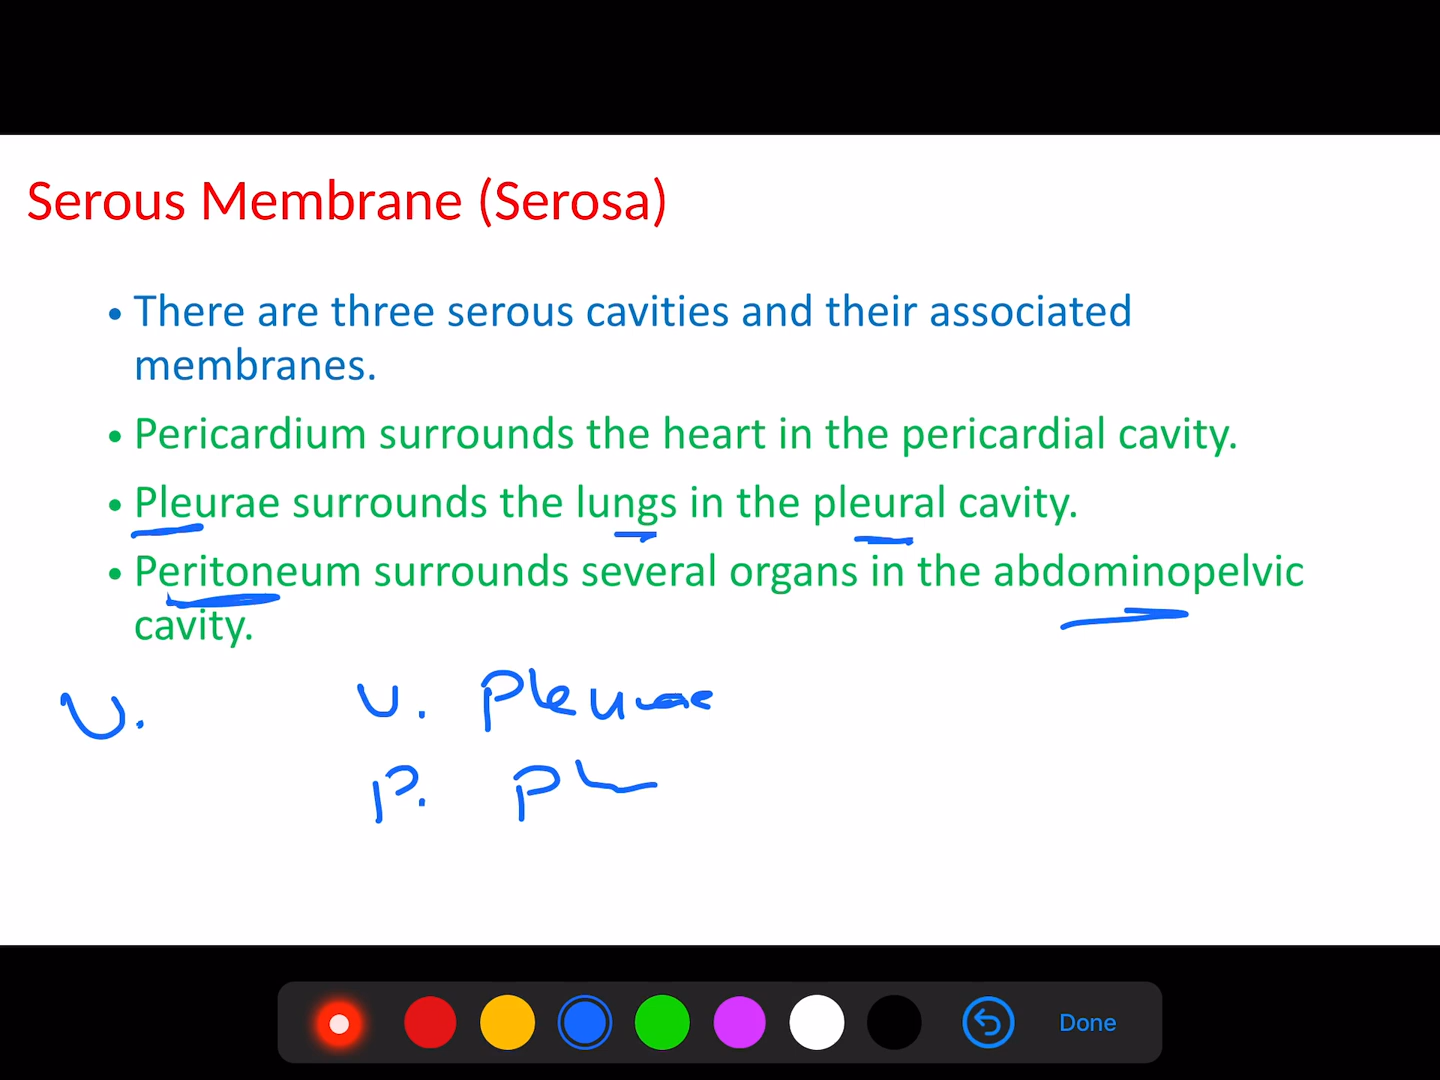 Serous Membrane (Serosa)
• There are three serous cavities and their associated
membranes.
• Pericardium surrounds the heart in the pericardial cavity.
• Pleurae surrounds the lungs in the pleural cavity.
• Peritoneum surrounds several organs in the abdominopelvic
cavity.
v. v. Pleurae
P. Pl
Done